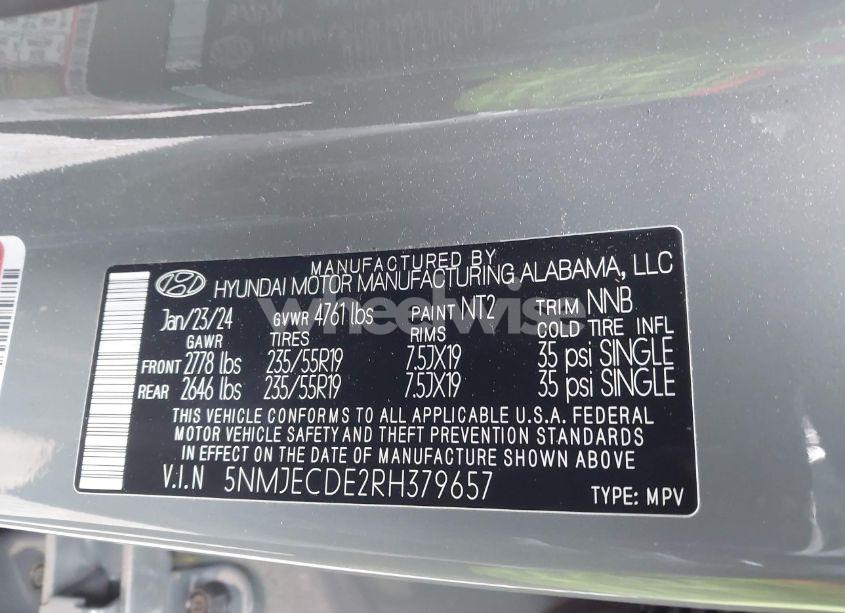 MANUFACTURED BY
HYUNDAI MOTOR MANUFACTURING ALABAMA, LLC
Jan/23/24 GVWR 4761 lbs PAINT NT2 TRIM NNB
GAWR TIRES RIMS COLD TIRE INFL
FRONT 2778 lbs 235/55R19 7.5JX19 35 psi SINGLE
REAR 2646 lbs 235/55R19 7.5JX19 35 psi SINGLE
THIS VEHICLE CONFORMS TO ALL APPLICABLE U.S.A. FEDERAL
MOTOR VEHICLE SAFETY AND THEFT PREVENTION STANDARDS
IN EFFECT ON THE DATE OF MANUFACTURE SHOWN ABOVE
V.I.N 5NMJECDE2RH379657 TYPE: MPV
wheelwise